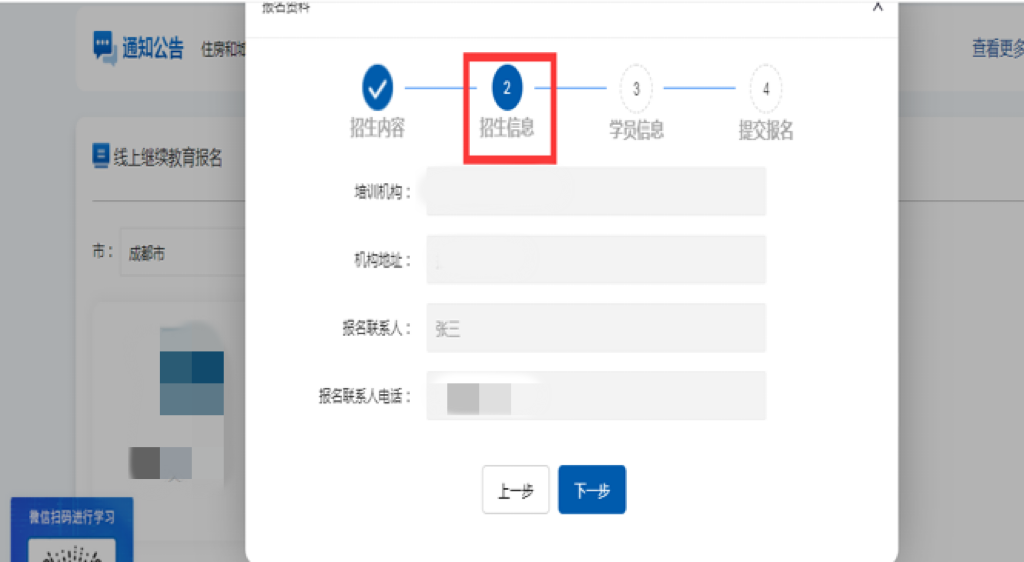 报名资料
通知公告
住房和城
查看更多
2
3
4
招生内容
招生信息
学员信息
提交报名
线上继续教育报名
培训机构：
市：
成都市
机构地址：
报名联系人：
张三
报名联系人电话：
上一步
下一步
微信扫码进行学习